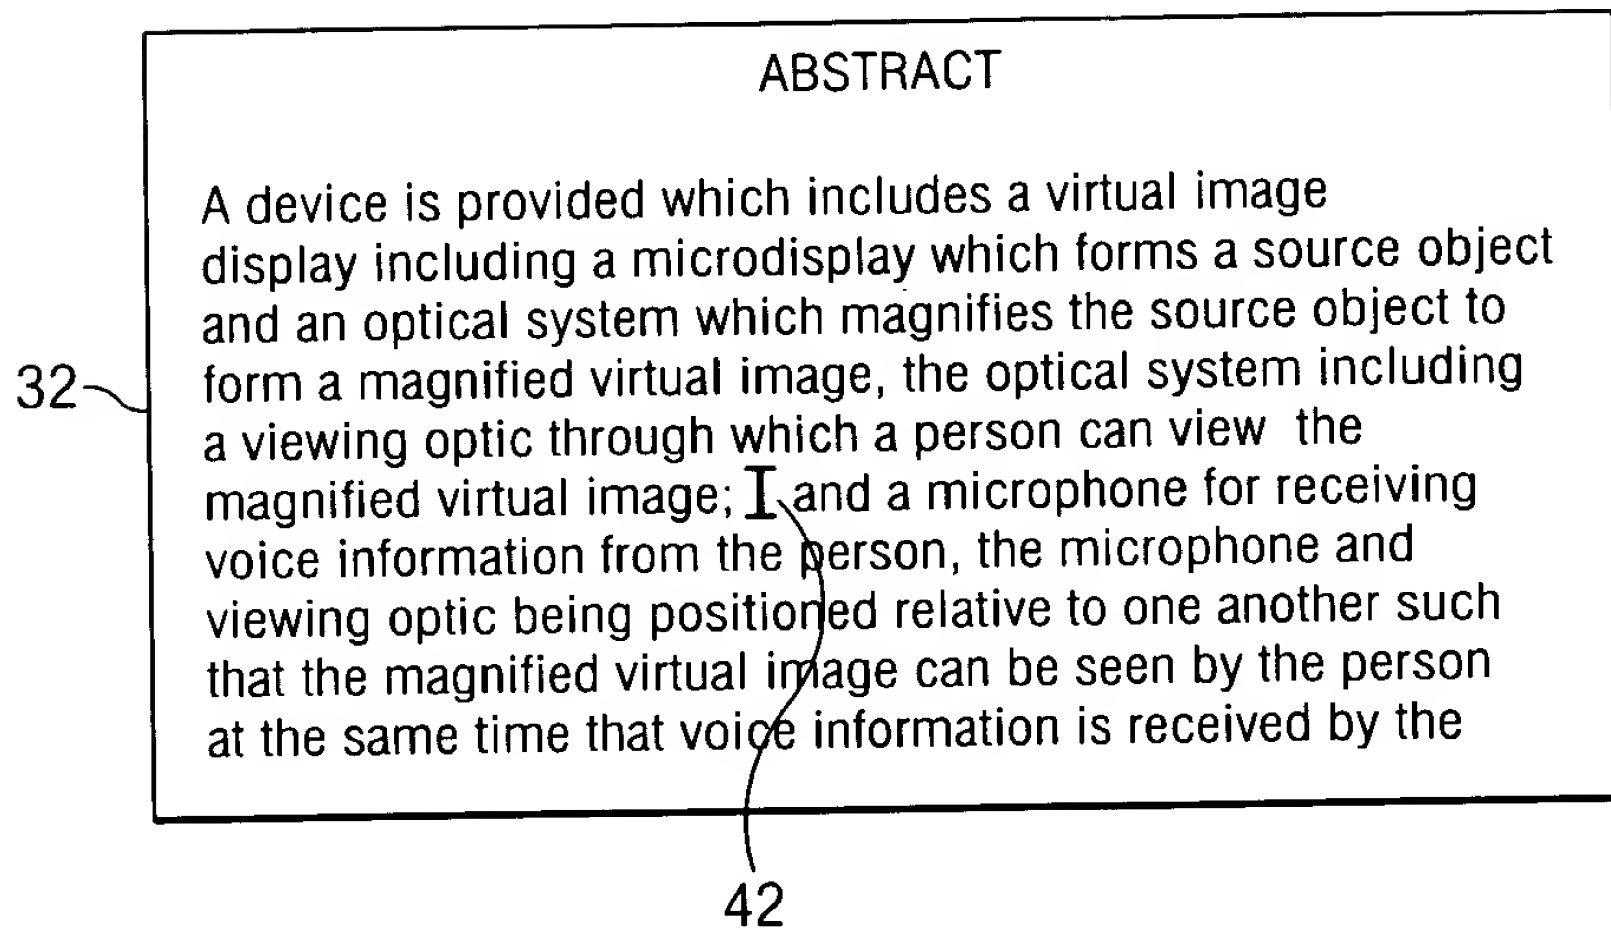 ABSTRACT
A device is provided which includes a virtual image
display including a microdisplay which forms a source object
and an optical system which magnifies the source object to
form a magnified virtual image, the optical system including
a viewing optic through which a person can view the
magnified virtual image; I and a microphone for receiving
voice information from the person, the microphone and
viewing optic being positioned relative to one another such
that the magnified virtual image can be seen by the person
at the same time that voice information is received by the
32
42